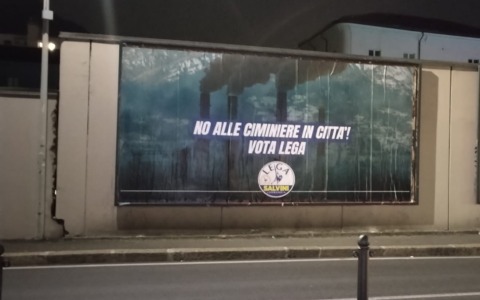 NO ALLE CIMINIERE IN CITTA'!
VOTA LEGA
LEGA
SALVINI